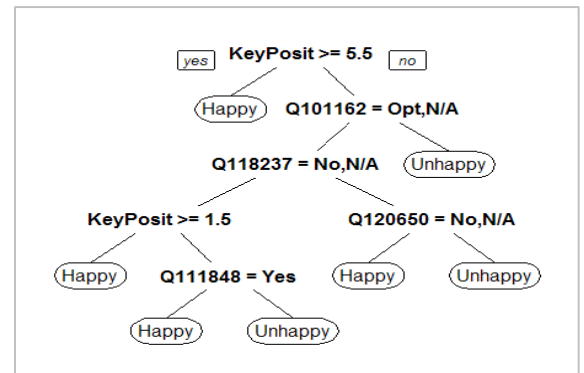 yes KeyPosit >= 5.5 no
Happy Q101162 = Opt,N/A
Q118237 = No,N/A Unhappy
KeyPosit >= 1.5 Q120650 = No,N/A
Happy Q111848 = Yes Happy Unhappy
Happy Unhappy